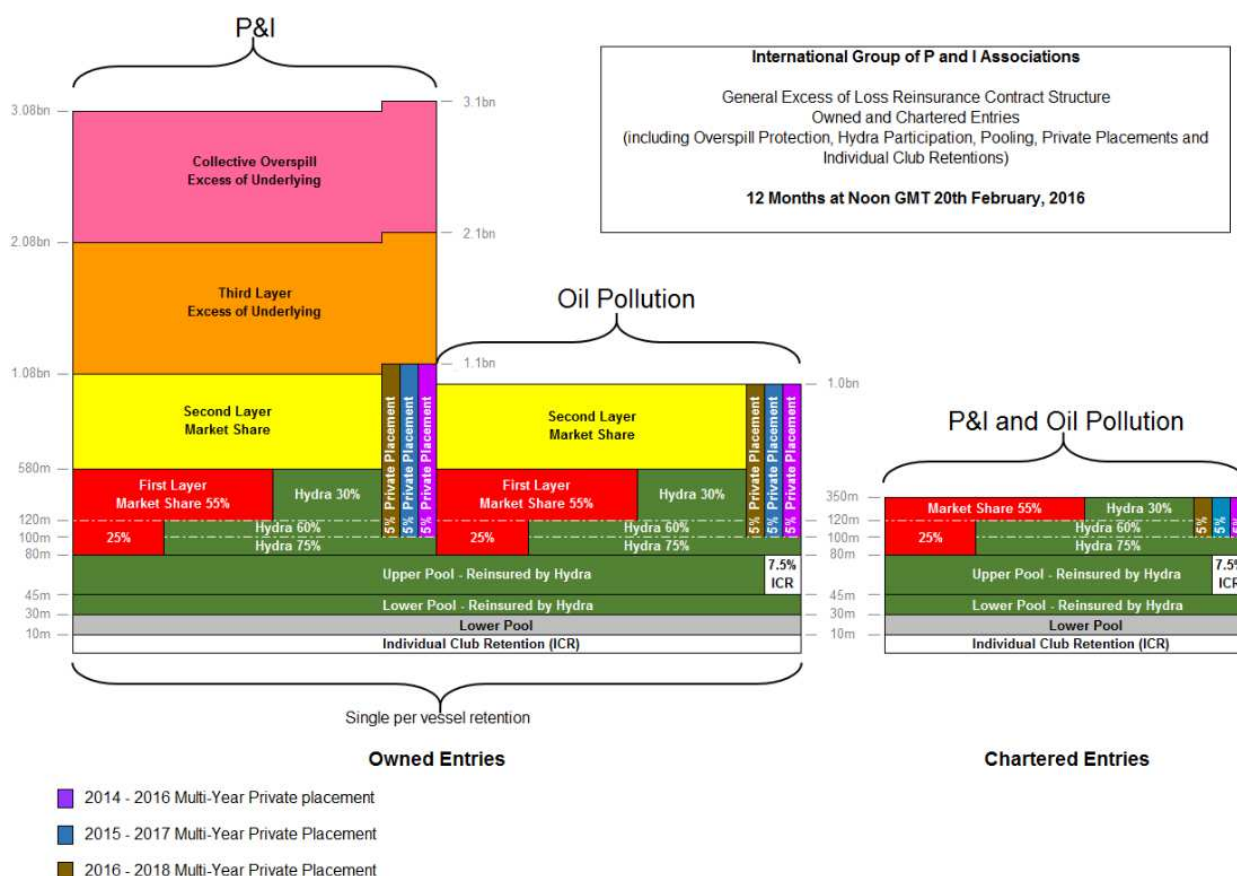 P&I
International Group of P and I Associations
General Excess of Loss Reinsurance Contract Structure
Owned and Chartered Entries
(including Overspill Protection, Hydra Participation, Pooling, Private Placements and
Individual Club Retentions)
12 Months at Noon GMT 20th February, 2016
3.08bn
3.1bn
Collective Overspill
Excess of Underlying
2.08bn
2.1bn
Third Layer
Excess of Underlying
Oil Pollution
1.08bn
1.1bn
1.0bn
Second Layer
Market Share
5% Private Placement
5% Private Placement
5% Private Placement
Second Layer
Market Share
5% Private Placement
5% Private Placement
5% Private Placement
P&I and Oil Pollution
580m
First Layer
Market Share 55%
Hydra 30%
First Layer
Market Share 55%
Hydra 30%
350m
Market Share 55%
Hydra 30%
5%
5%
5%
120m
100m
80m
25%
Hydra 60%
Hydra 75%
25%
Hydra 60%
Hydra 75%
120m
100m
80m
25%
Hydra 60%
Hydra 75%
Upper Pool - Reinsured by Hydra
7.5%
ICR
Upper Pool - Reinsured by Hydra
7.5%
ICR
45m
Lower Pool - Reinsured by Hydra
45m
Lower Pool - Reinsured by Hydra
30m
Lower Pool
30m
Lower Pool
10m
Individual Club Retention (ICR)
10m
Individual Club Retention (ICR)
Single per vessel retention
Owned Entries
Chartered Entries
2014 - 2016 Multi-Year Private placement
2015 - 2017 Multi-Year Private Placement
2016 - 2018 Multi-Year Private Placement